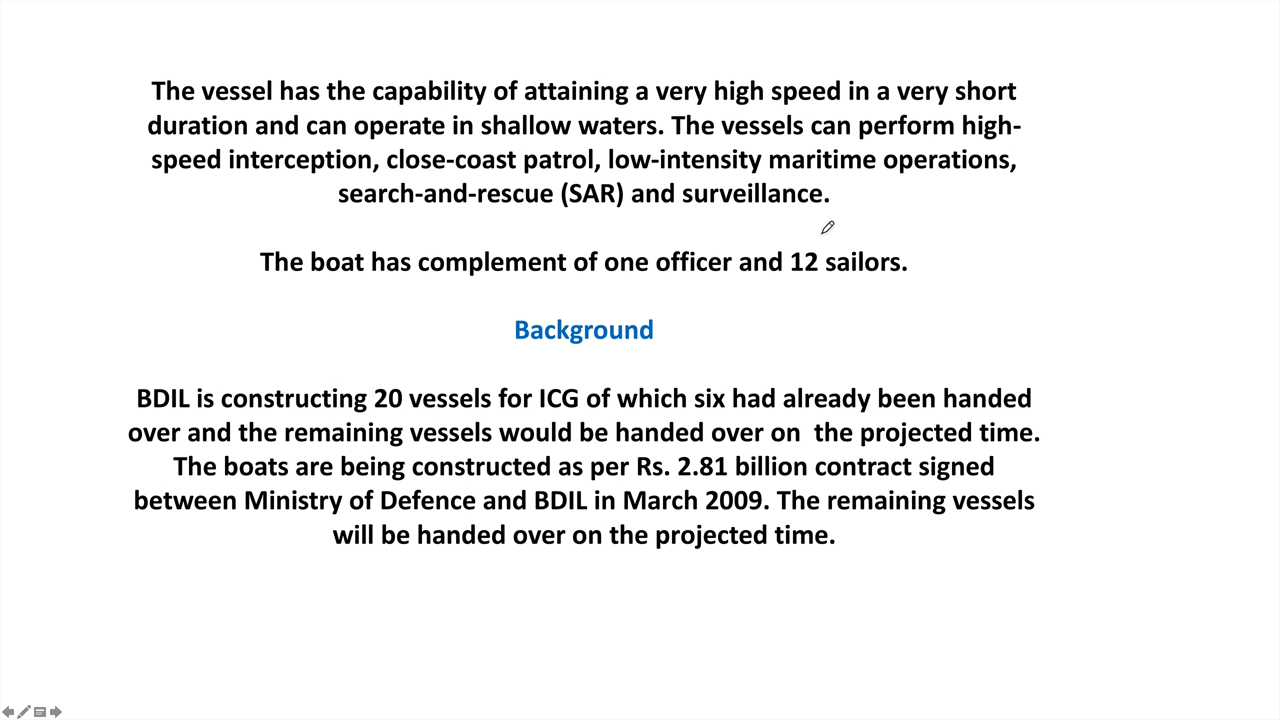 The vessel has the capability of attaining a very high speed in a very short
duration and can operate in shallow waters. The vessels can perform high-
speed interception, close-coast patrol, low-intensity maritime operations,
search-and-rescue (SAR) and surveillance.
The boat has complement of one officer and 12 sailors.
Background
BDIL is constructing 20 vessels for ICG of which six had already been handed
over and the remaining vessels would be handed over on  the projected time.
The boats are being constructed as per Rs. 2.81 billion contract signed
between Ministry of Defence and BDIL in March 2009. The remaining vessels
will be handed over on the projected time.